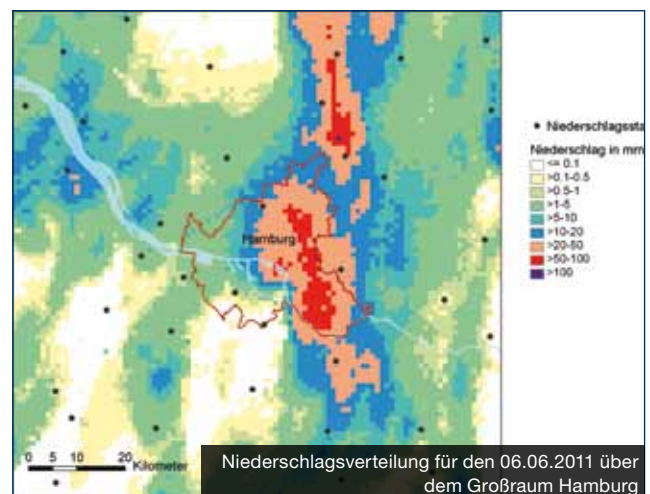 Hamburg
Niederschlagssta
Niederschlag in mm
<= 0.1
>0.1-0.5
>0.5-1
>1-5
>5-10
>10-20
>20-50
>50-100
>100
0 5 10 20
Kilometer
Niederschlagsverteilung für den 06.06.2011 über
dem Großraum Hamburg